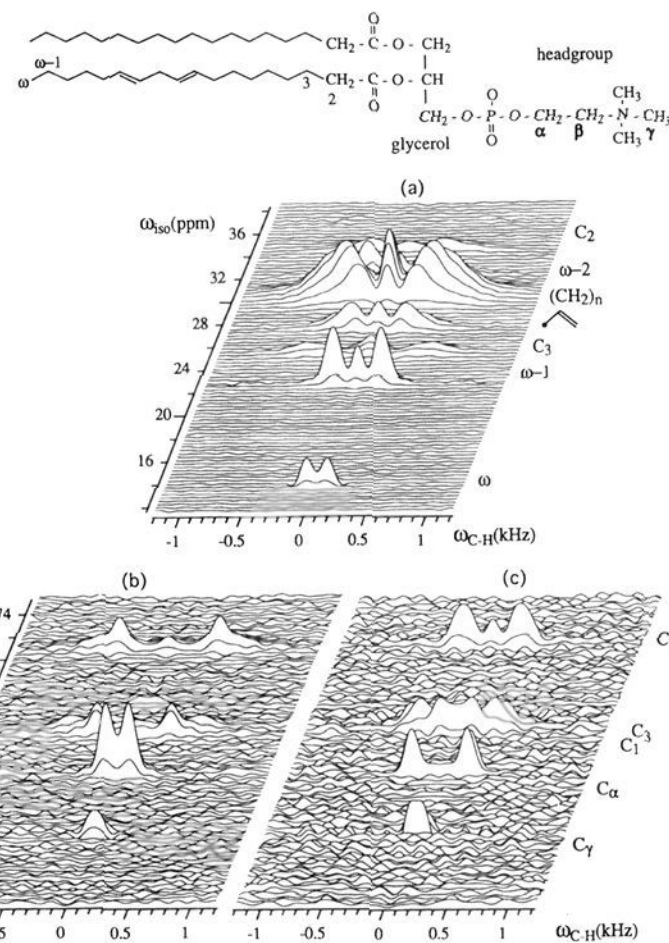 O
CH2 – C – O – CH2
ω–1
ω
3
2
CH2 – C – O – CH
O
headgroup
CH2 – O – P – O – CH2 – CH2 – N – CH3
O
O
CH3
CH3
α
β
γ
glycerol
(a)
ωiso(ppm)
36
32
28
24
20
16
C2
ω–2
(CH2)n
C3
ω–1
ω
-1
-0.5
0
0.5
1
ωC-H(kHz)
(b)
(c)
74
C
C3
C1
Cα
Cγ
0
0.5
1
-1
-0.5
0
0.5
1
ωC-H(kHz)